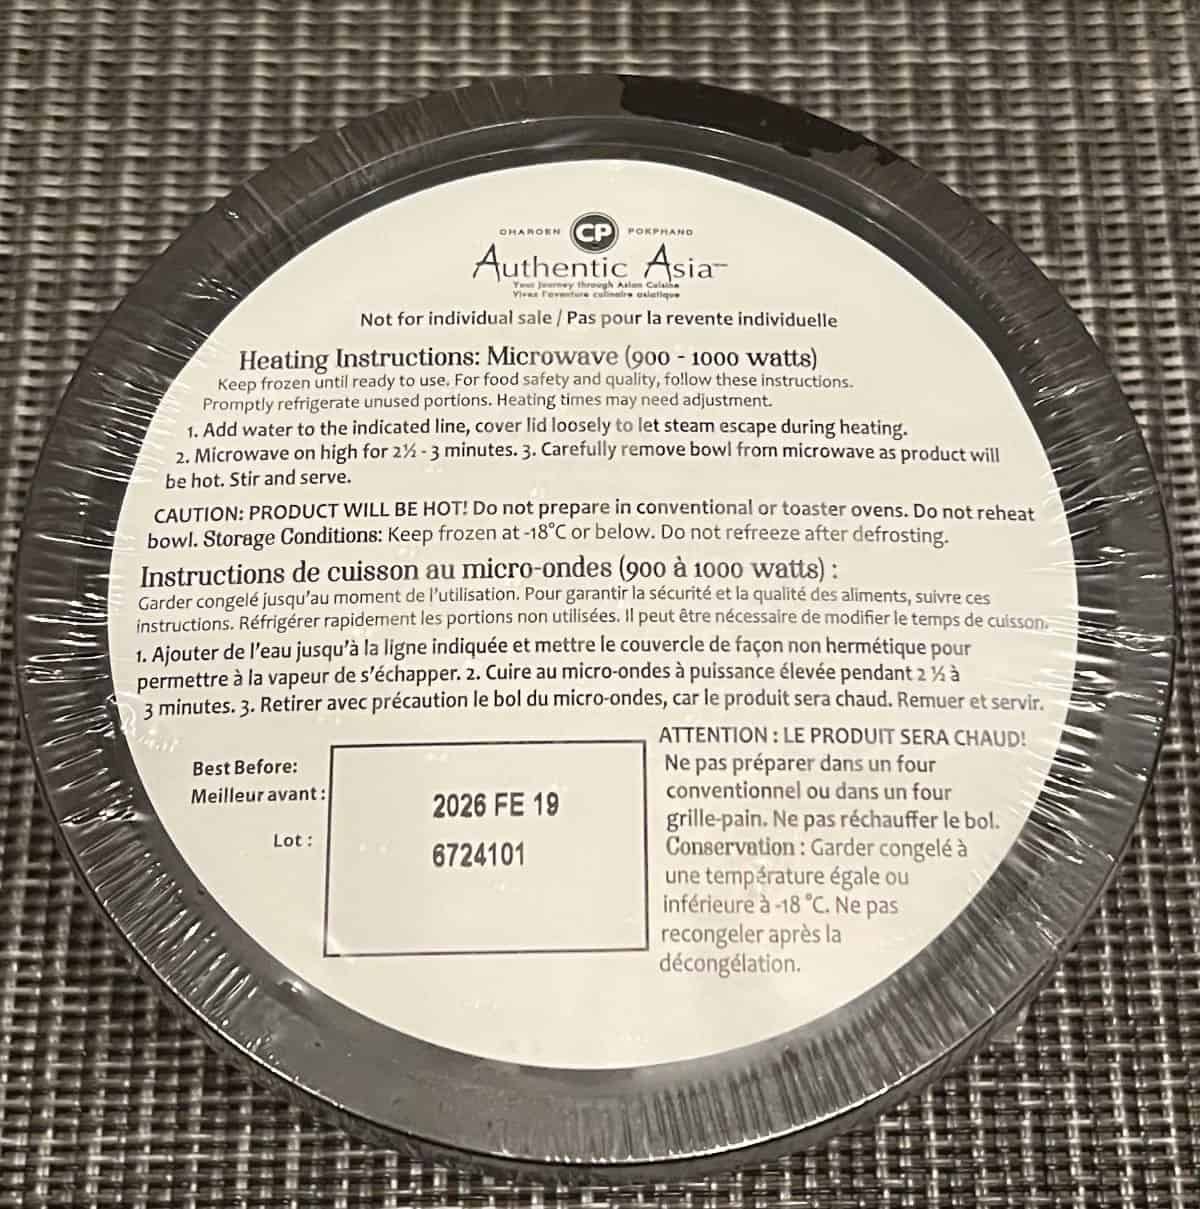 CHAROEN CP POKPHAND
Authentic Asia™
Your Journey through Asian Cuisine
Vivez l'aventure culinaire asiatique
Not for individual sale / Pas pour la revente individuelle
Heating Instructions: Microwave (900 - 1000 watts)
Keep frozen until ready to use. For food safety and quality, follow these instructions.
Promptly refrigerate unused portions. Heating times may need adjustment.
1. Add water to the indicated line, cover lid loosely to let steam escape during heating.
2. Microwave on high for 2½ - 3 minutes. 3. Carefully remove bowl from microwave as product will
be hot. Stir and serve.
CAUTION: PRODUCT WILL BE HOT! Do not prepare in conventional or toaster ovens. Do not reheat
bowl. Storage Conditions: Keep frozen at -18°C or below. Do not refreeze after defrosting.
Instructions de cuisson au micro-ondes (900 à 1000 watts) :
Garder congelé jusqu'au moment de l'utilisation. Pour garantir la sécurité et la qualité des aliments, suivre ces
instructions. Réfrigérer rapidement les portions non utilisées. Il peut être nécessaire de modifier le temps de cuisson.
1. Ajouter de l'eau jusqu'à la ligne indiquée et mettre le couvercle de façon non hermétique pour
permettre à la vapeur de s'échapper. 2. Cuire au micro-ondes à puissance élevée pendant 2 ½ à
3 minutes. 3. Retirer avec précaution le bol du micro-ondes, car le produit sera chaud. Remuer et servir.
ATTENTION : LE PRODUIT SERA CHAUD!
Ne pas préparer dans un four
conventionnel ou dans un four
grille-pain. Ne pas réchauffer le bol.
Conservation : Garder congelé à
une température égale ou
inférieure à -18 °C. Ne pas
recongeler après la
décongélation.
Best Before:
Meilleur avant :
2026 FE 19
Lot :
6724101